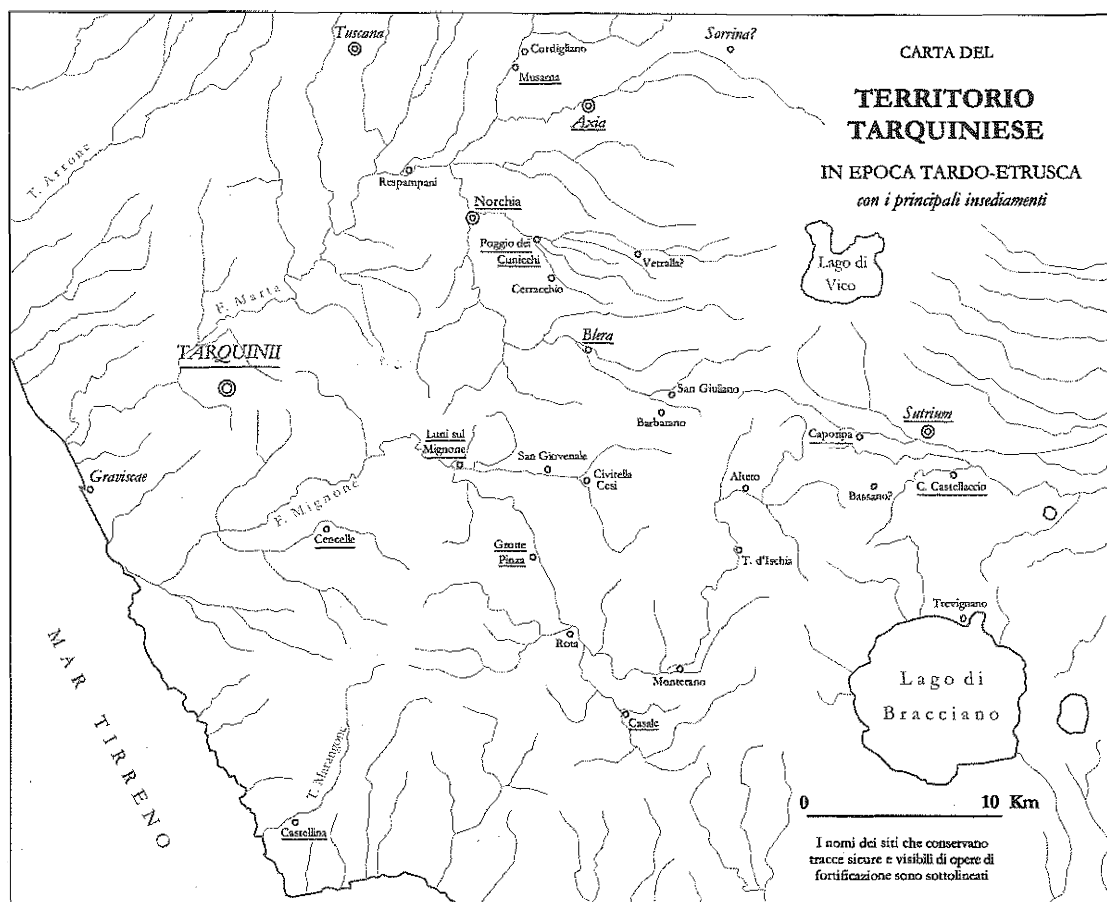 CARTA DEL
TERRITORIO
TARQUINIESE
IN EPOCA TARDO-ETRUSCA
con i principali insediamenti
Tuscana
Cordigliano
Musarna
Sorrina?
Axia
T. Arrone
Respampani
Norchia
Poggio dei
Cunicchi
Vetralla?
Cerracchio
Lago di
Vico
F. Marta
TARQUINII
Blera
San Giuliano
Barbarano
Luni sul
Mignone
San Giovenale
Civitella
Cesi
Caporipa
Sutrium
Graviscae
Alteto
Bassano?
C. Castellaccio
F. Mignone
Cencelle
Grotte
Pinza
T. d'Ischia
Trevignano
Rota
Monterano
Lago di
Bracciano
Casale
MAR TIRRENO
T. Marangone
Castellina
0 10 Km
I nomi dei siti che conservano
tracce sicure e visibili di opere di
fortificazione sono sottolineati